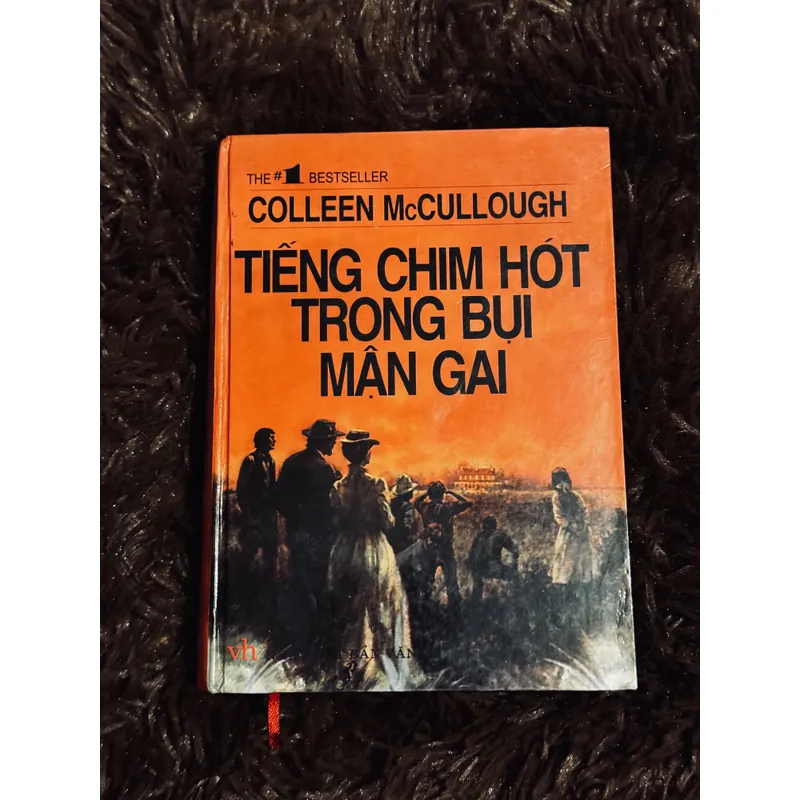 THE #1 BESTSELLER
COLLEEN McCULLOUGH
TIẾNG CHIM HÓT
TRONG BỤI
MẬN GAI
vh